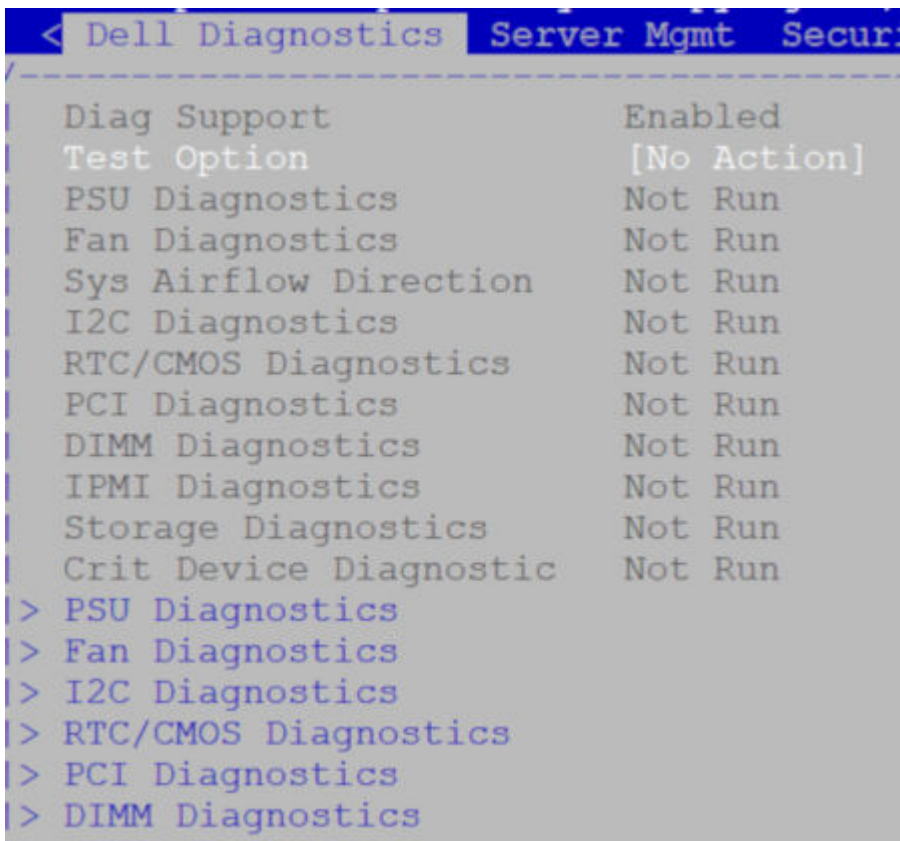 < Dell Diagnostics Server Mgmt
Diag Support Enabled
Test Option [No Action]
PSU Diagnostics Not Run
Fan Diagnostics Not Run
Sys Airflow Direction Not Run
I2C Diagnostics Not Run
RTC/CMOS Diagnostics Not Run
PCI Diagnostics Not Run
DIMM Diagnostics Not Run
IPMI Diagnostics Not Run
Storage Diagnostics Not Run
Crit Device Diagnostic Not Run
> PSU Diagnostics
> Fan Diagnostics
> I2C Diagnostics
> RTC/CMOS Diagnostics
> PCI Diagnostics
> DIMM Diagnostics